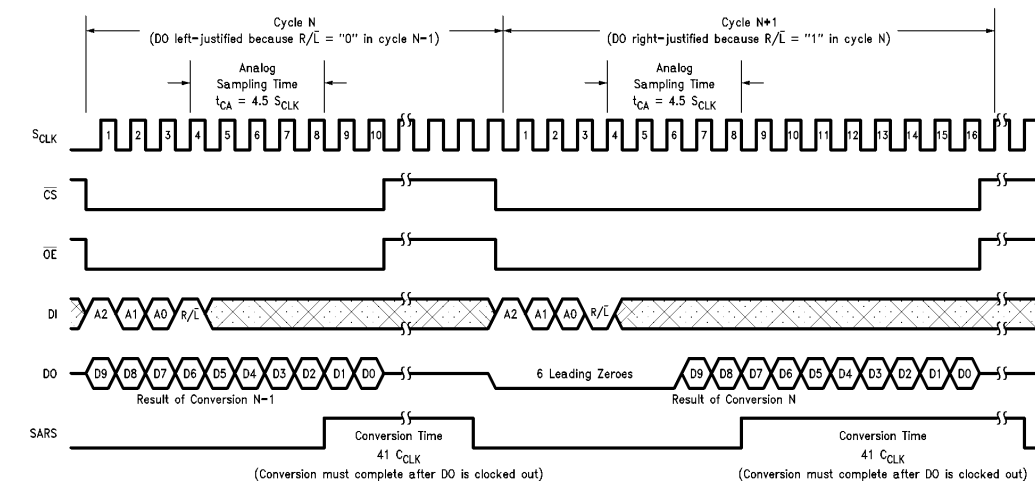 Cycle N
(DO left-justified because R/L̅ = "0" in cycle N-1)
Cycle N+1
(DO right-justified because R/L̅ = "1" in cycle N)
Analog
Sampling Time
tCA = 4.5 SCLK
Analog
Sampling Time
tCA = 4.5 SCLK
SCLK 1 2 3 4 5 6 7 8 9 10 1 2 3 4 5 6 7 8 9 10 11 12 13 14 15 16
C̅S̅
O̅E̅
DI A2 A1 A0 R/L̅ A2 A1 A0 R/L̅
DO D9 D8 D7 D6 D5 D4 D3 D2 D1 D0 6 Leading Zeroes D9 D8 D7 D6 D5 D4 D3 D2 D1 D0
Result of Conversion N-1
Result of Conversion N
SARS
Conversion Time
41 CCLK
(Conversion must complete after DO is clocked out)
Conversion Time
41 CCLK
(Conversion must complete after DO is clocked out)